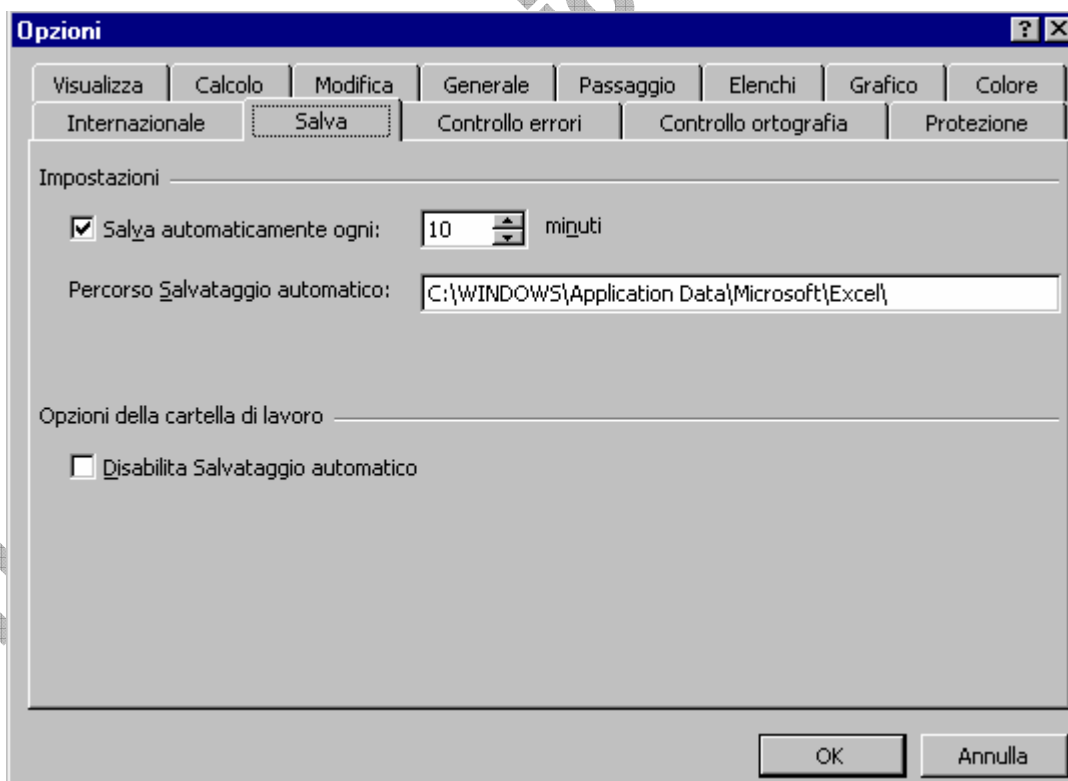 Opzioni
Visualizza Calcolo Modifica Generale Passaggio Elenchi Grafico Colore
Internazionale Salva Controllo errori Controllo ortografia Protezione
Impostazioni
Salva automaticamente ogni: 10 minuti
Percorso Salvataggio automatico: C:\WINDOWS\Application Data\Microsoft\Excel\
Opzioni della cartella di lavoro
Disabilita Salvataggio automatico
OK Annulla